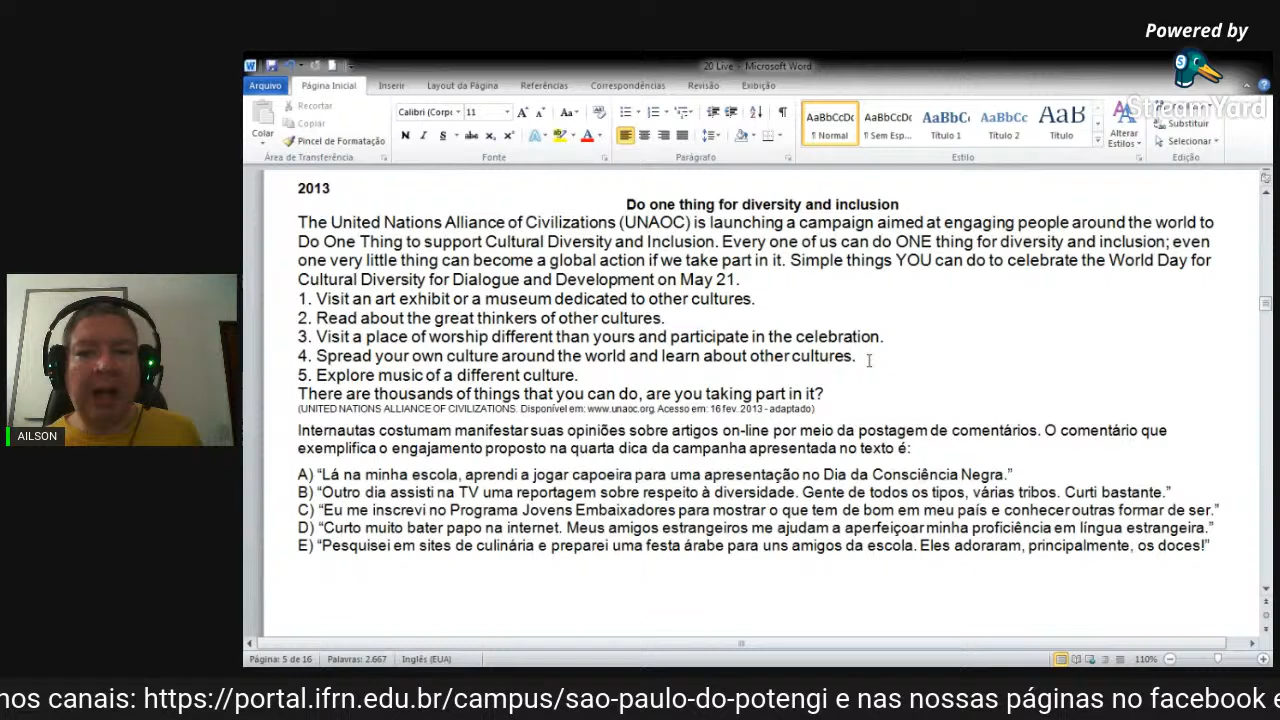 Powered by
StreamYard
20 Live - Microsoft Word
Arquivo Página Inicial Inserir Layout da Página Referências Correspondências Revisão Exibição
Colar
Recortar
Copiar
Pincel de Formatação
Área de Transferência
Calibri (Corp 11
Fonte
Parágrafo
AaBbCcDc AaBbCcDc AaBbC AaBbCc AaB
¶ Normal ¶ Sem Esp... Título 1 Título 2 Título
Alterar Estilos
Estilo
Substituir
Selecionar
Edição
2013
Do one thing for diversity and inclusion
The United Nations Alliance of Civilizations (UNAOC) is launching a campaign aimed at engaging people around the world to
Do One Thing to support Cultural Diversity and Inclusion. Every one of us can do ONE thing for diversity and inclusion; even
one very little thing can become a global action if we take part in it. Simple things YOU can do to celebrate the World Day for
Cultural Diversity for Dialogue and Development on May 21.
1. Visit an art exhibit or a museum dedicated to other cultures.
2. Read about the great thinkers of other cultures.
3. Visit a place of worship different than yours and participate in the celebration.
4. Spread your own culture around the world and learn about other cultures.
5. Explore music of a different culture.
There are thousands of things that you can do, are you taking part in it?
(UNITED NATIONS ALLIANCE OF CIVILIZATIONS. Disponível em: www.unaoc.org. Acesso em: 16 fev. 2013 - adaptado)
Internautas costumam manifestar suas opiniões sobre artigos on-line por meio da postagem de comentários. O comentário que
exemplifica o engajamento proposto na quarta dica da campanha apresentada no texto é:
A) “Lá na minha escola, aprendi a jogar capoeira para uma apresentação no Dia da Consciência Negra.”
B) “Outro dia assisti na TV uma reportagem sobre respeito à diversidade. Gente de todos os tipos, várias tribos. Curti bastante.”
C) “Eu me inscrevi no Programa Jovens Embaixadores para mostrar o que tem de bom em meu país e conhecer outras formar de ser.”
D) “Curto muito bater papo na internet. Meus amigos estrangeiros me ajudam a aperfeiçoar minha proficiência em língua estrangeira.”
E) “Pesquisei em sites de culinária e preparei uma festa árabe para uns amigos da escola. Eles adoraram, principalmente, os doces!”
AILSON
Página: 5 de 16 Palavras: 2.667 Inglês (EUA) 110%
nos canais: https://portal.ifrn.edu.br/campus/sao-paulo-do-potengi e nas nossas páginas no facebook e